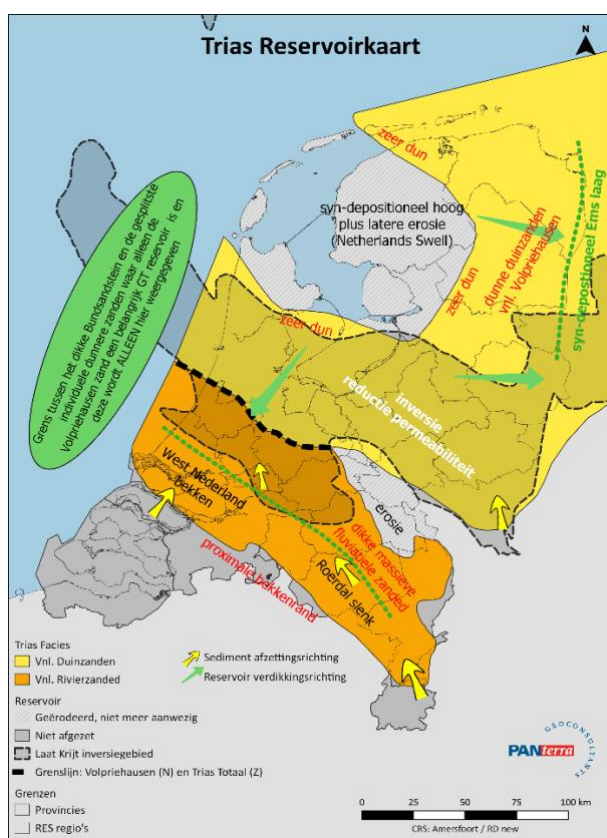 Trias Reservoirkaart
N
zeer dun
syn-depositioneel hoog
plus latere erosie
(Netherlands Swell)
zeer dun
dunne duinzanden
vnl. Volpriehausen
syn-depostioneel Ems laag
Grens tussen het dikke Bundsandstein en de gesplitste
individuele dunnere zanden waar alleen de
Volpriehausen zand een belangrijk GT reservoir is en
deze wordt ALLEEN hier weergegeven
zeer dun
inversie
reductie permeabiliteit
West Nederland
bekken
erosie
dikke massieve
fluviatiele zanded
Roerdal slenk
proximale bekkenrand
Trias Facies
Vnl. Duinzanden
Vnl. Rivierzanded
Sediment afzettingsrichting
Reservoir verdikkingsrichting
Reservoir
Geërodeerd, niet meer aanwezig
Niet afgezet
Laat Krijt inversiegebied
Grenslijn: Volpriehausen (N) en Trias Totaal (Z)
Grenzen
Provincies
RES regio's
PANterra
GEOCONSULTANTS
0 25 50 75 100 km
CRS: Amersfoort / RD new